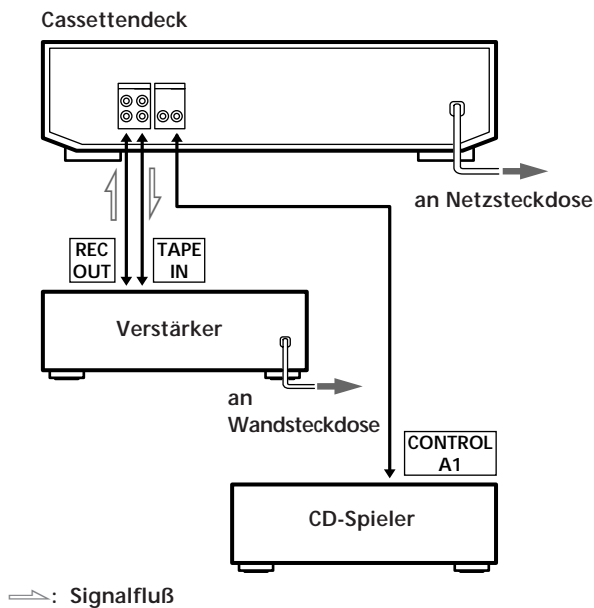 Cassettendeck
an Netzsteckdose
REC
OUT
TAPE
IN
Verstärker
an
Wandsteckdose
CONTROL
A1
CD-Spieler
: Signalfluß